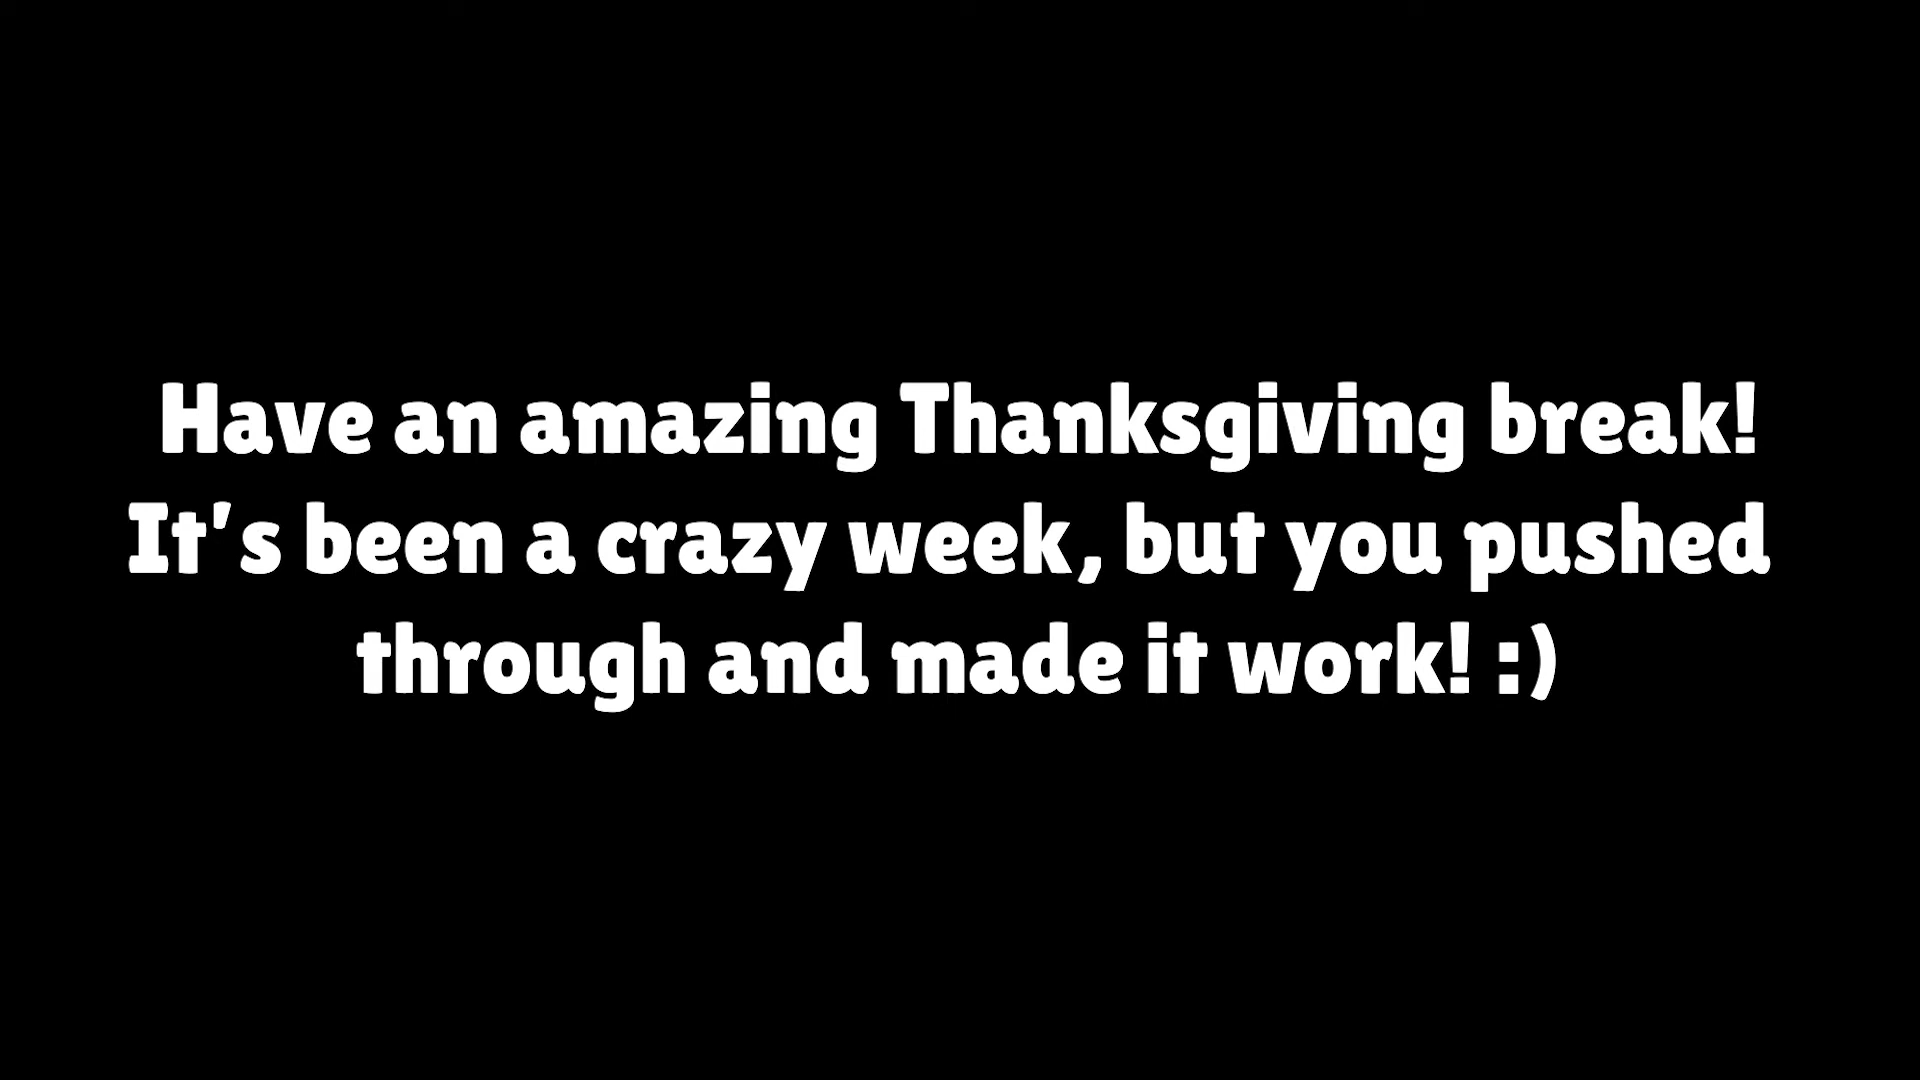 Have an amazing Thanksgiving break!
It's been a crazy week, but you pushed
through and made it work! :)